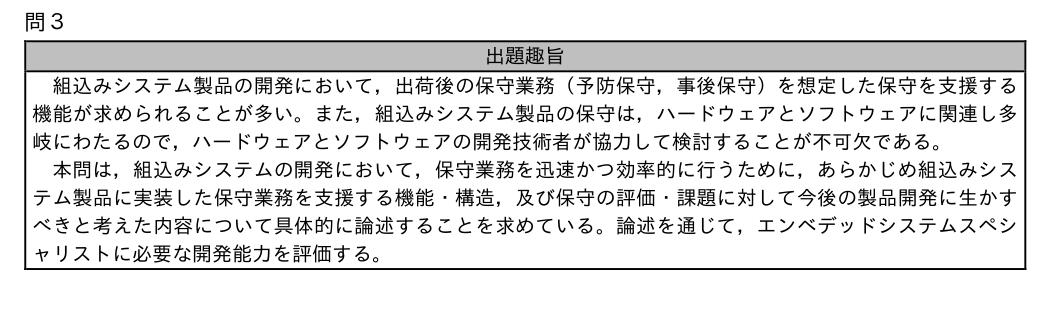 問３
出題趣旨
組込みシステム製品の開発において，出荷後の保守業務（予防保守，事後保守）を想定した保守を支援する
機能が求められることが多い。また，組込みシステム製品の保守は，ハードウェアとソフトウェアに関連し多
岐にわたるので，ハードウェアとソフトウェアの開発技術者が協力して検討することが不可欠である。
本問は，組込みシステムの開発において，保守業務を迅速かつ効率的に行うために，あらかじめ組込みシス
テム製品に実装した保守業務を支援する機能・構造，及び保守の評価・課題に対して今後の製品開発に生かす
べきと考えた内容について具体的に論述することを求めている。論述を通じて，エンベデッドシステムスペシ
ャリストに必要な開発能力を評価する。